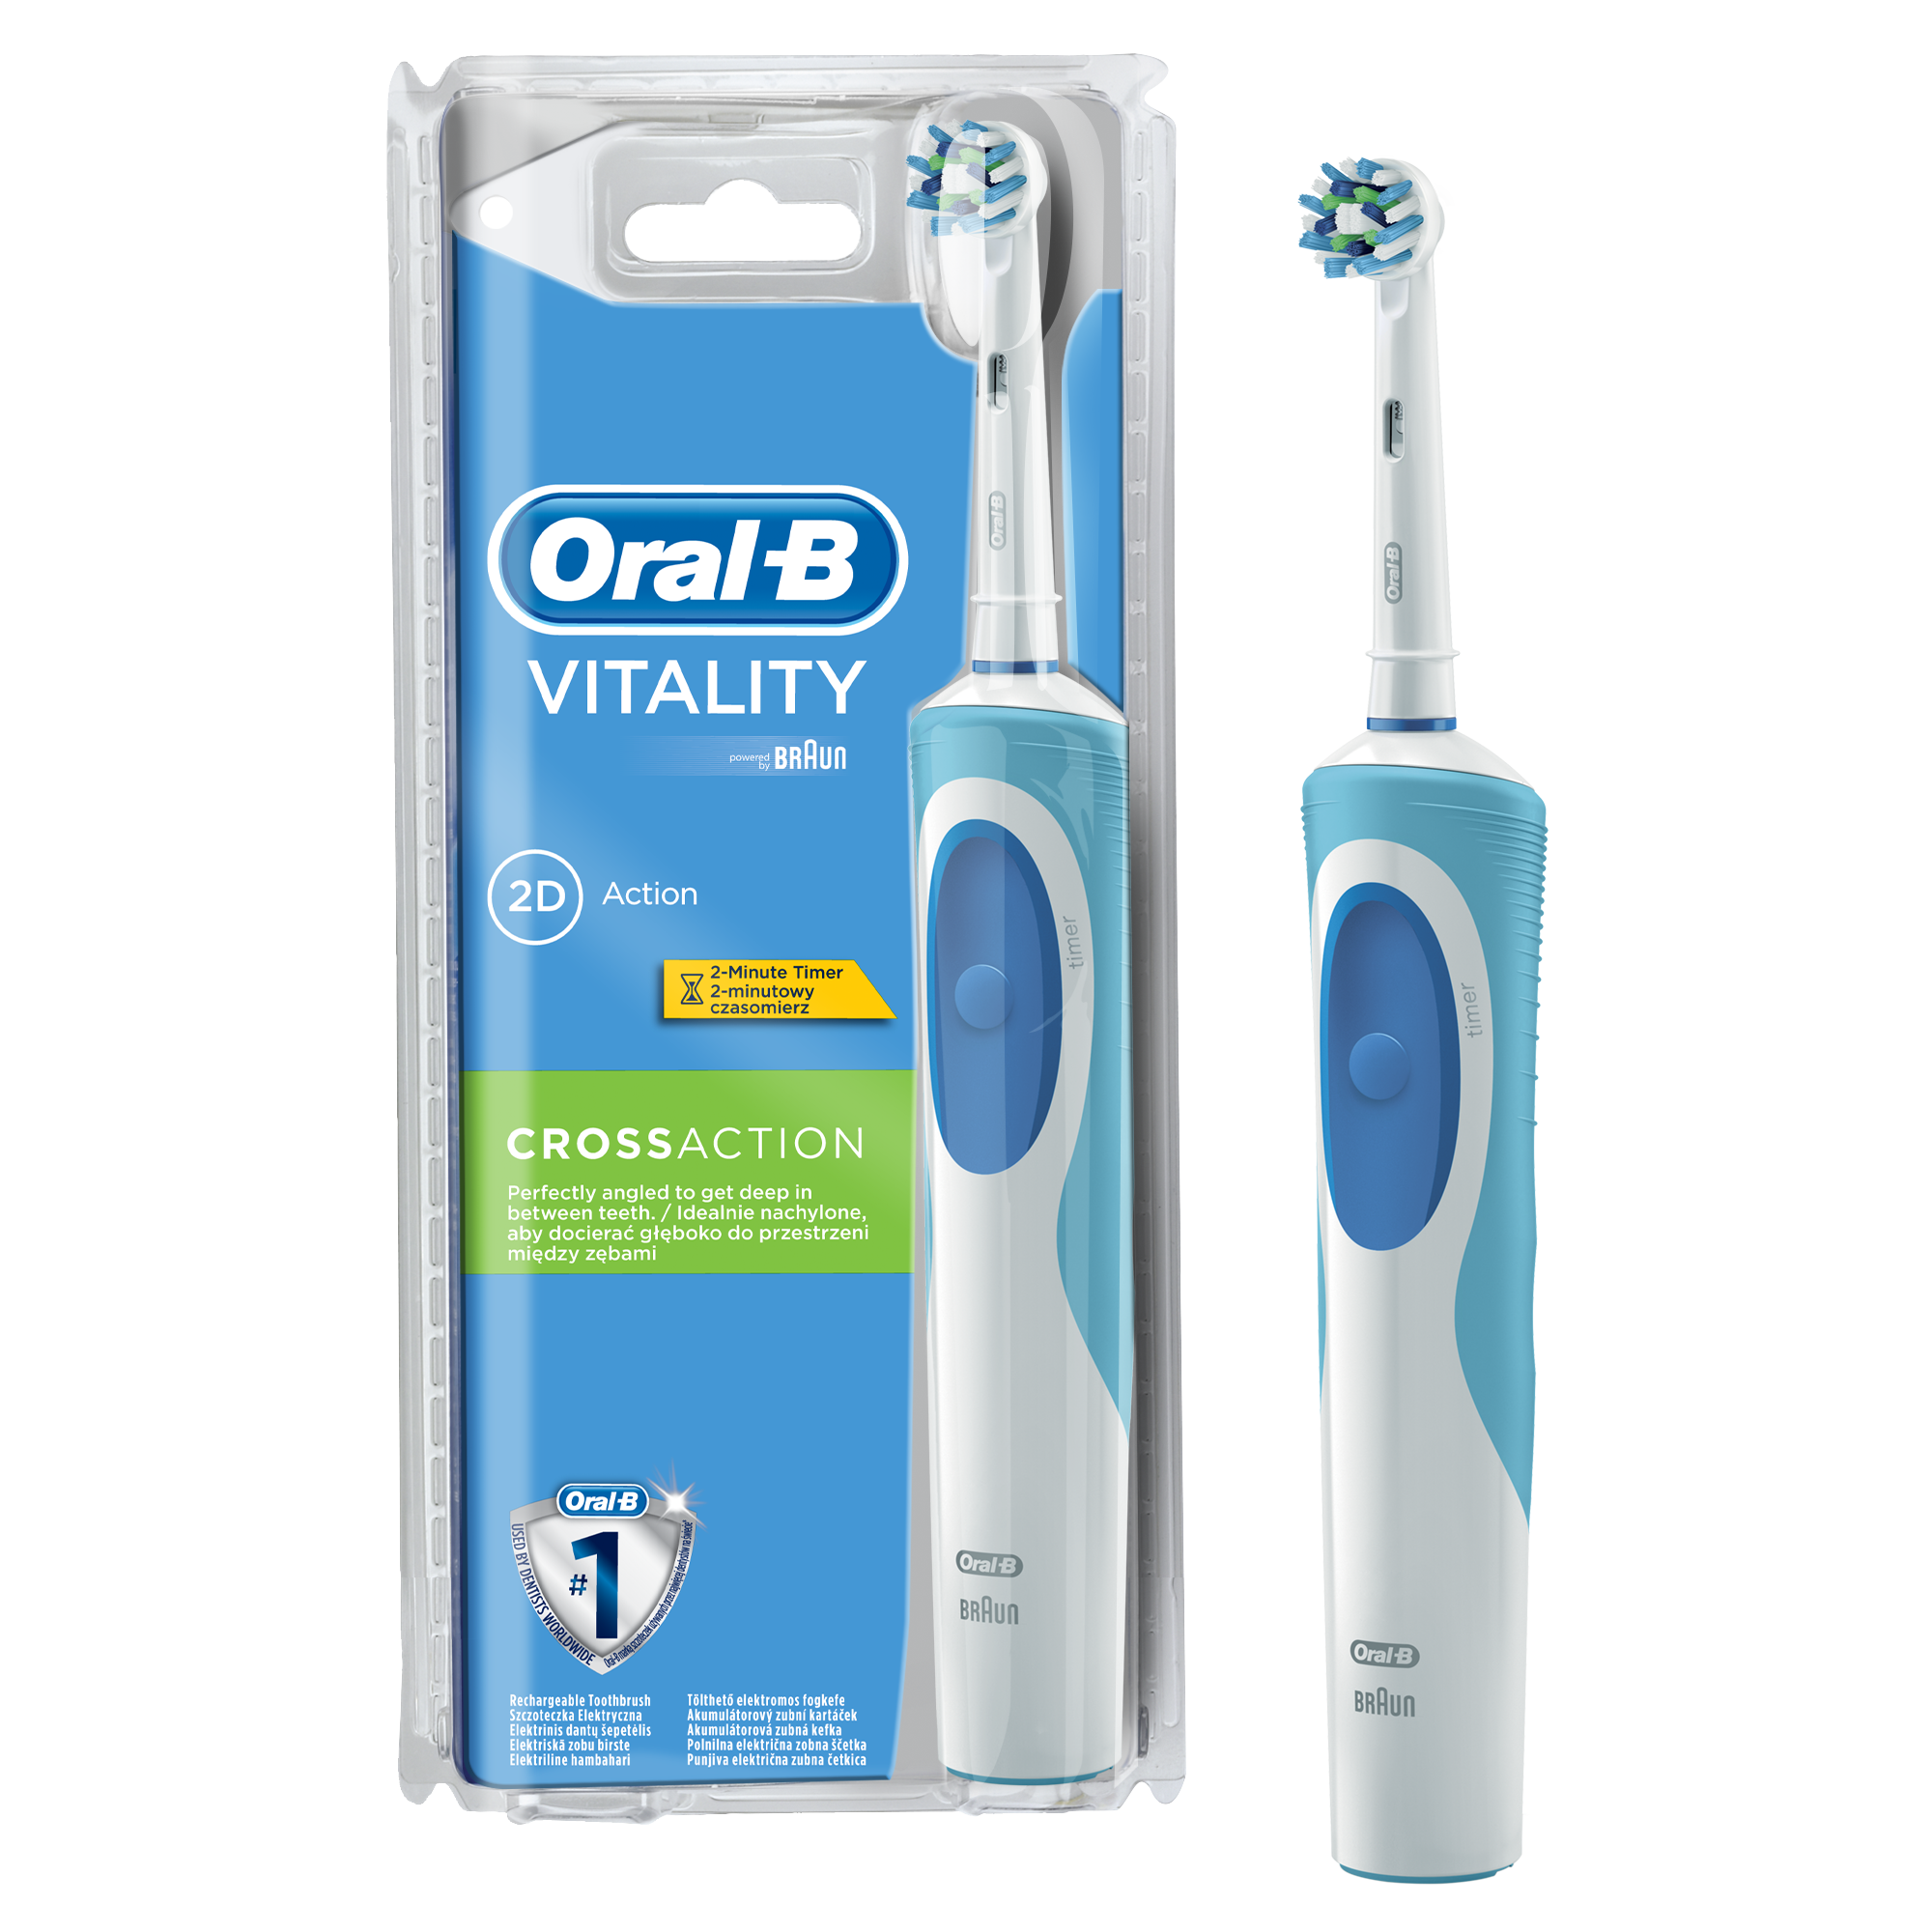 Oral-B
VITALITY
powered
by BRAUN
2D Action
2-Minute Timer
2-minutowy
czasomierz
CROSSACTION
Perfectly angled to get deep in
between teeth. / Idealnie nachylone,
aby docierać głęboko do przestrzeni
między zębami
Oral-B
#1
USED BY DENTISTS WORLDWIDE
Rechargeable Toothbrush
Szczoteczka Elektryczna
Elektrinis dantų šepetėlis
Elektriskā zobu birste
Elektriline hambahari
Tölthető elektromos fogkefe
Akumulátorový zubní kartáček
Akumulátorová zubná kefka
Polnilna električna zobna ščetka
Punjiva električna zubna četkica
Oral-B
timer
Oral-B
BRAUN
Oral-B
timer
Oral-B
BRAUN